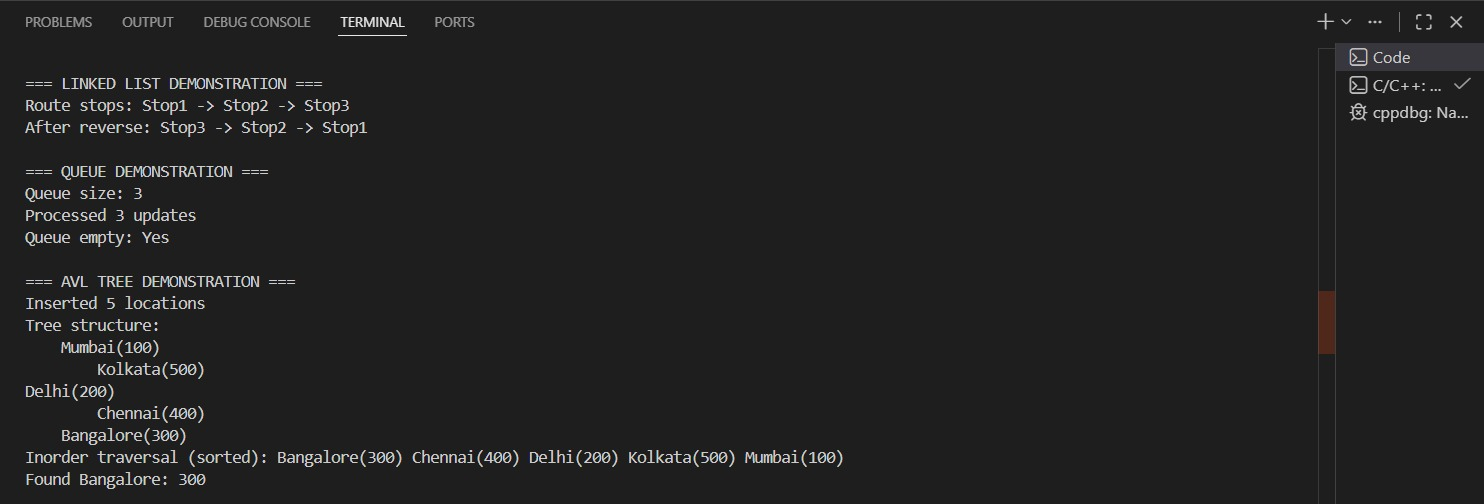 PROBLEMS OUTPUT DEBUG CONSOLE TERMINAL PORTS
=== LINKED LIST DEMONSTRATION ===
Route stops: Stop1 -> Stop2 -> Stop3
After reverse: Stop3 -> Stop2 -> Stop1
=== QUEUE DEMONSTRATION ===
Queue size: 3
Processed 3 updates
Queue empty: Yes
=== AVL TREE DEMONSTRATION ===
Inserted 5 locations
Tree structure:
    Mumbai(100)
        Kolkata(500)
Delhi(200)
        Chennai(400)
    Bangalore(300)
Inorder traversal (sorted): Bangalore(300) Chennai(400) Delhi(200) Kolkata(500) Mumbai(100)
Found Bangalore: 300
Code
C/C++: ...
cppdbg: Na...